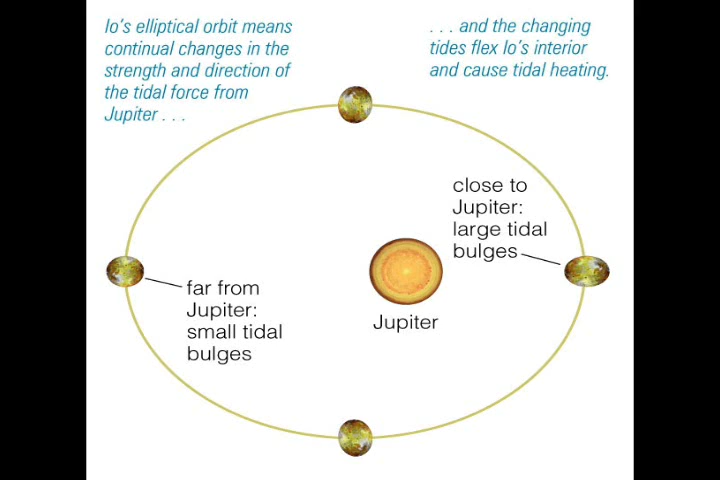 Io's elliptical orbit means
continual changes in the
strength and direction of
the tidal force from
Jupiter . . .
. . . and the changing
tides flex Io's interior
and cause tidal heating.
close to
Jupiter:
large tidal
bulges
far from
Jupiter:
small tidal
bulges
Jupiter